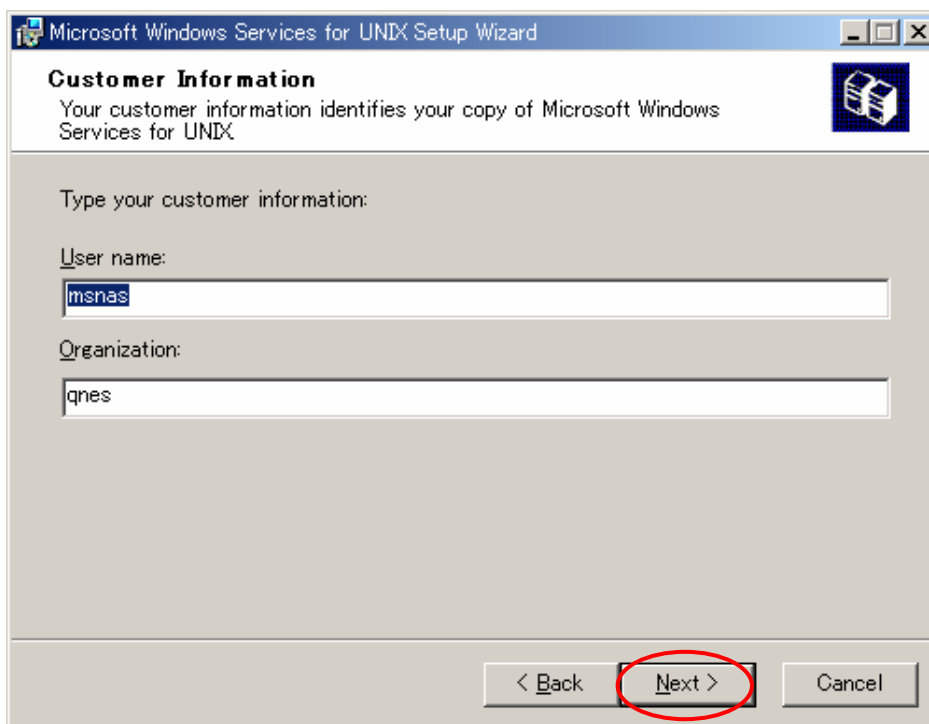 Microsoft Windows Services for UNIX Setup Wizard
Customer Information
Your customer information identifies your copy of Microsoft Windows
Services for UNIX.
Type your customer information:
User name:
msnas
Organization:
qnes
< Back
Next >
Cancel